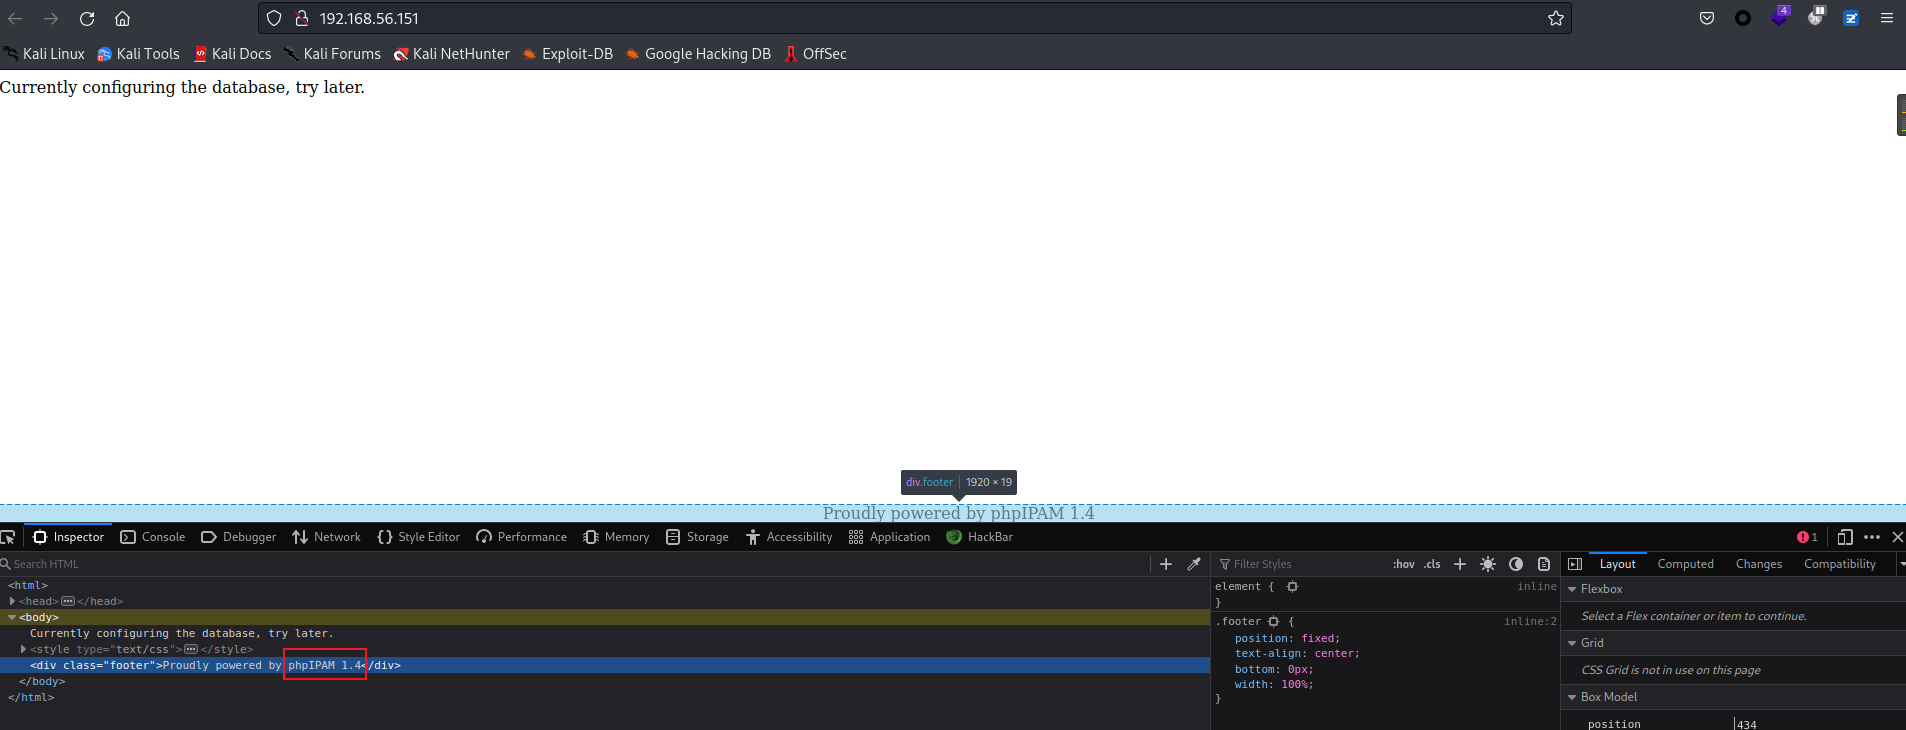 192.168.56.151
4
Kali Linux Kali Tools Kali Docs Kali Forums Kali NetHunter Exploit-DB Google Hacking DB OffSec
Currently configuring the database, try later.
div.footer 1920 × 19
Proudly powered by phpIPAM 1.4
Inspector Console Debugger Network Style Editor Performance Memory Storage Accessibility Application HackBar 1
Search HTML
Filter Styles :hov .cls
Layout Computed Changes Compatibility
<html>
<head> </head>
<body>
Currently configuring the database, try later.
<style type="text/css"> </style>
<div class="footer">Proudly powered by phpIPAM 1.4</div>
</body>
</html>
element { inline
}
.footer { inline:2
position: fixed;
text-align: center;
bottom: 0px;
width: 100%;
}
Flexbox
Select a Flex container or item to continue.
Grid
CSS Grid is not in use on this page
Box Model
position 434